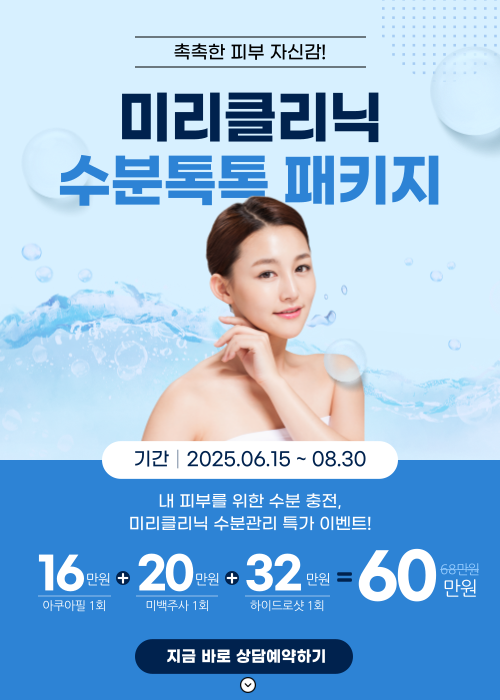 촉촉한 피부 자신감!
미리클리닉
수분톡톡 패키지
기간 | 2025.06.15 ~ 08.30
내 피부를 위한 수분 충전,
미리클리닉 수분관리 특가 이벤트!
16만원 + 20만원 + 32만원 = 60만원 68만원
아쿠아필 1회 미백주사 1회 하이드로샷 1회
지금 바로 상담예약하기